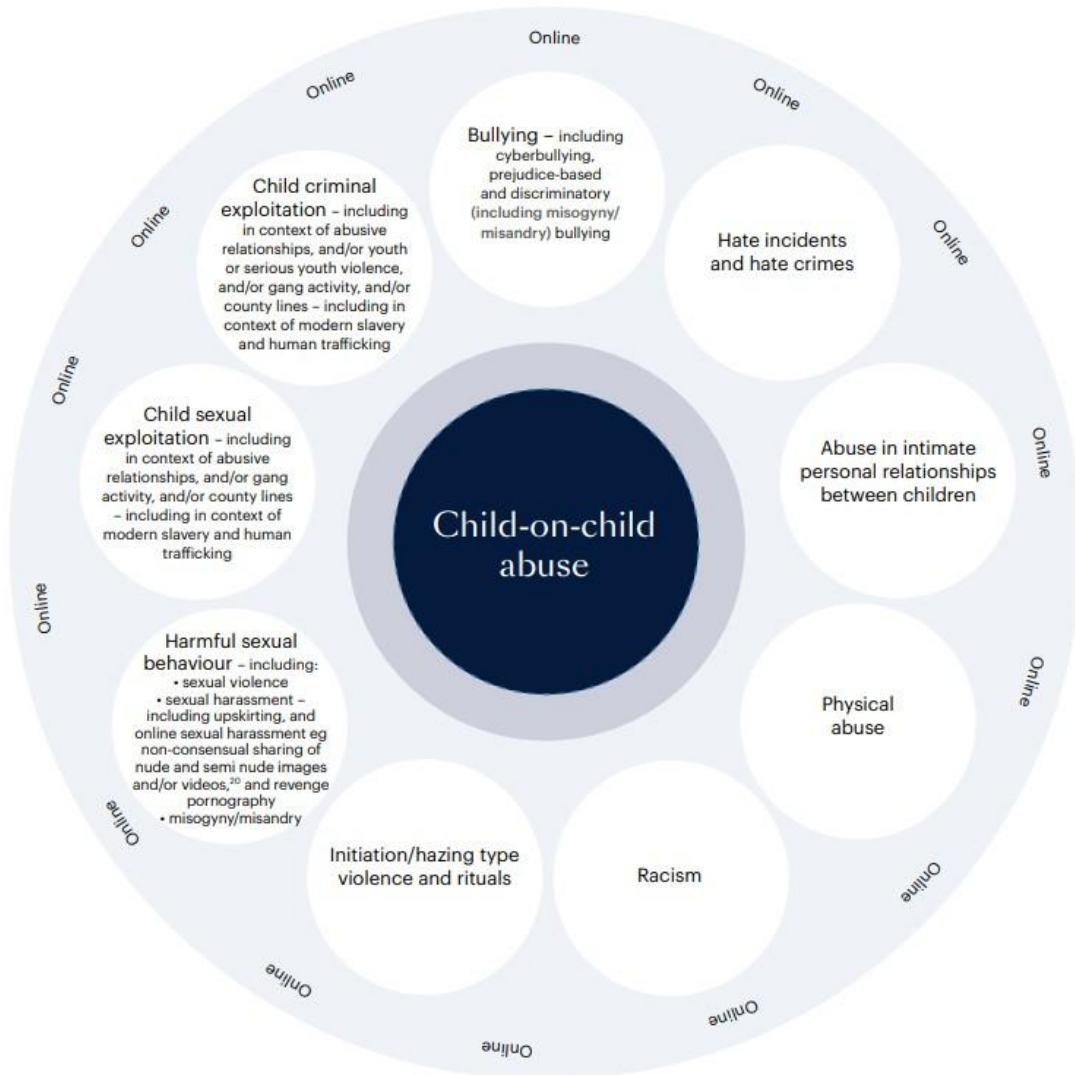 Online
Online
Online
Online
Online
Online
Online
Online
Online
Online
Online
Online
Online
Online
Bullying – including
cyberbullying,
prejudice-based
and discriminatory
(including misogyny/
misandry) bullying
Hate incidents
and hate crimes
Abuse in intimate
personal relationships
between children
Physical
abuse
Racism
Initiation/hazing type
violence and rituals
Harmful sexual
behaviour – including:
• sexual violence
• sexual harassment –
including upskirting, and
online sexual harassment eg
non-consensual sharing of
nude and semi nude images
and/or videos,²⁰ and revenge
pornography
• misogyny/misandry
Child sexual
exploitation – including
in context of abusive
relationships, and/or gang
activity, and/or county lines
– including in context of
modern slavery and human
trafficking
Child criminal
exploitation – including
in context of abusive
relationships, and/or youth
or serious youth violence,
and/or gang activity, and/or
county lines – including in
context of modern slavery
and human trafficking
Child-on-child
abuse